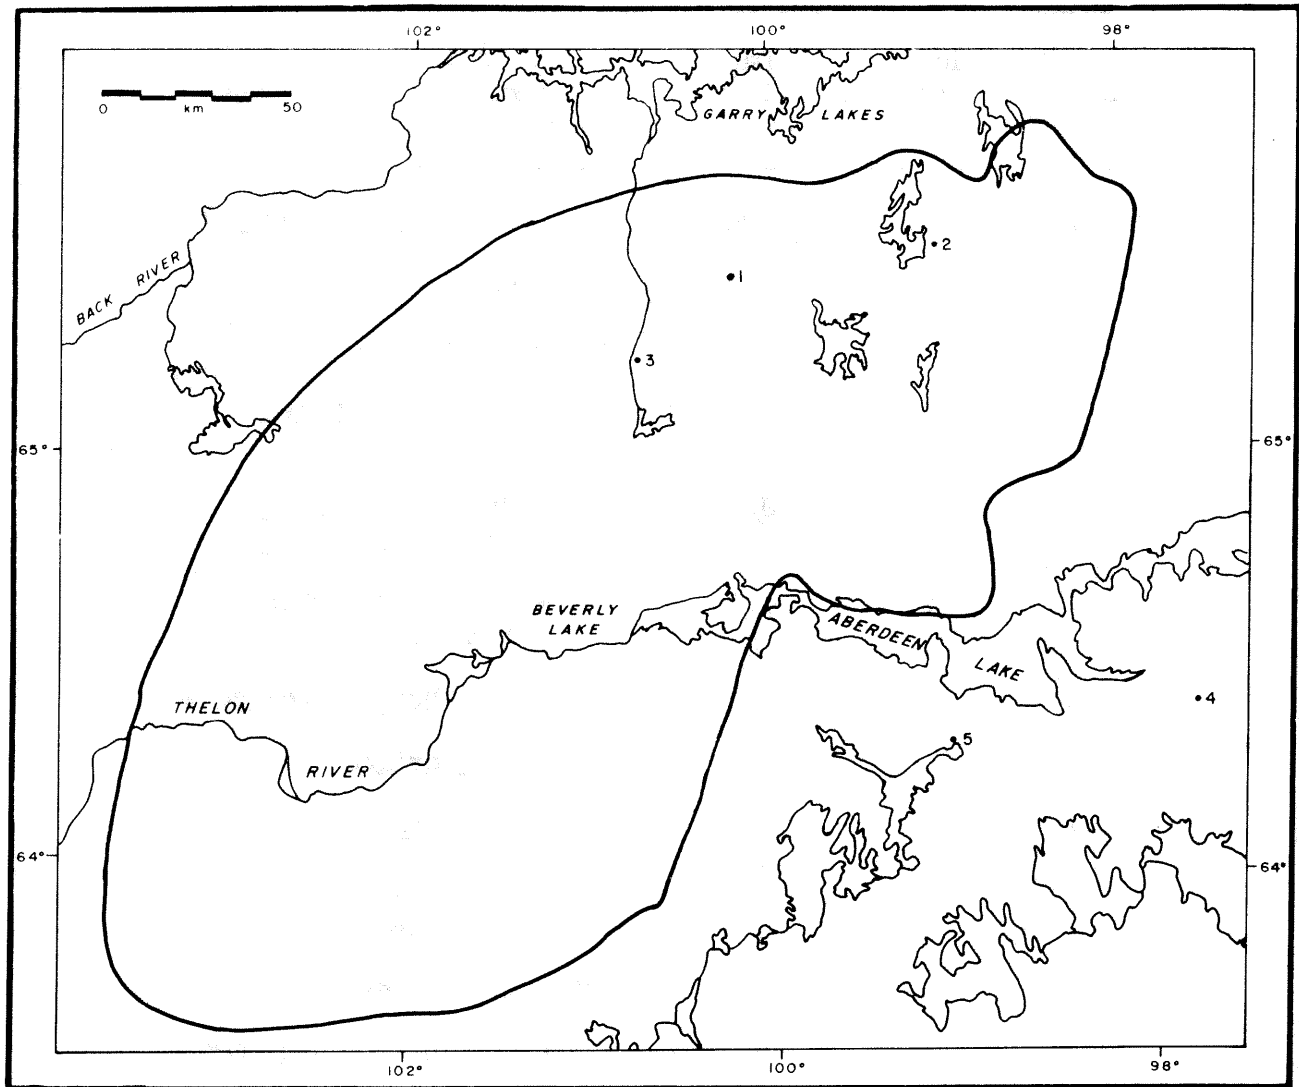 102° 100° 98°
0 km 50
GARRY LAKES
BACK RIVER
2
1
3
65° 65°
BEVERLY
LAKE
ABERDEEN
LAKE
THELON
RIVER
4
5
64° 64°
102° 100° 98°